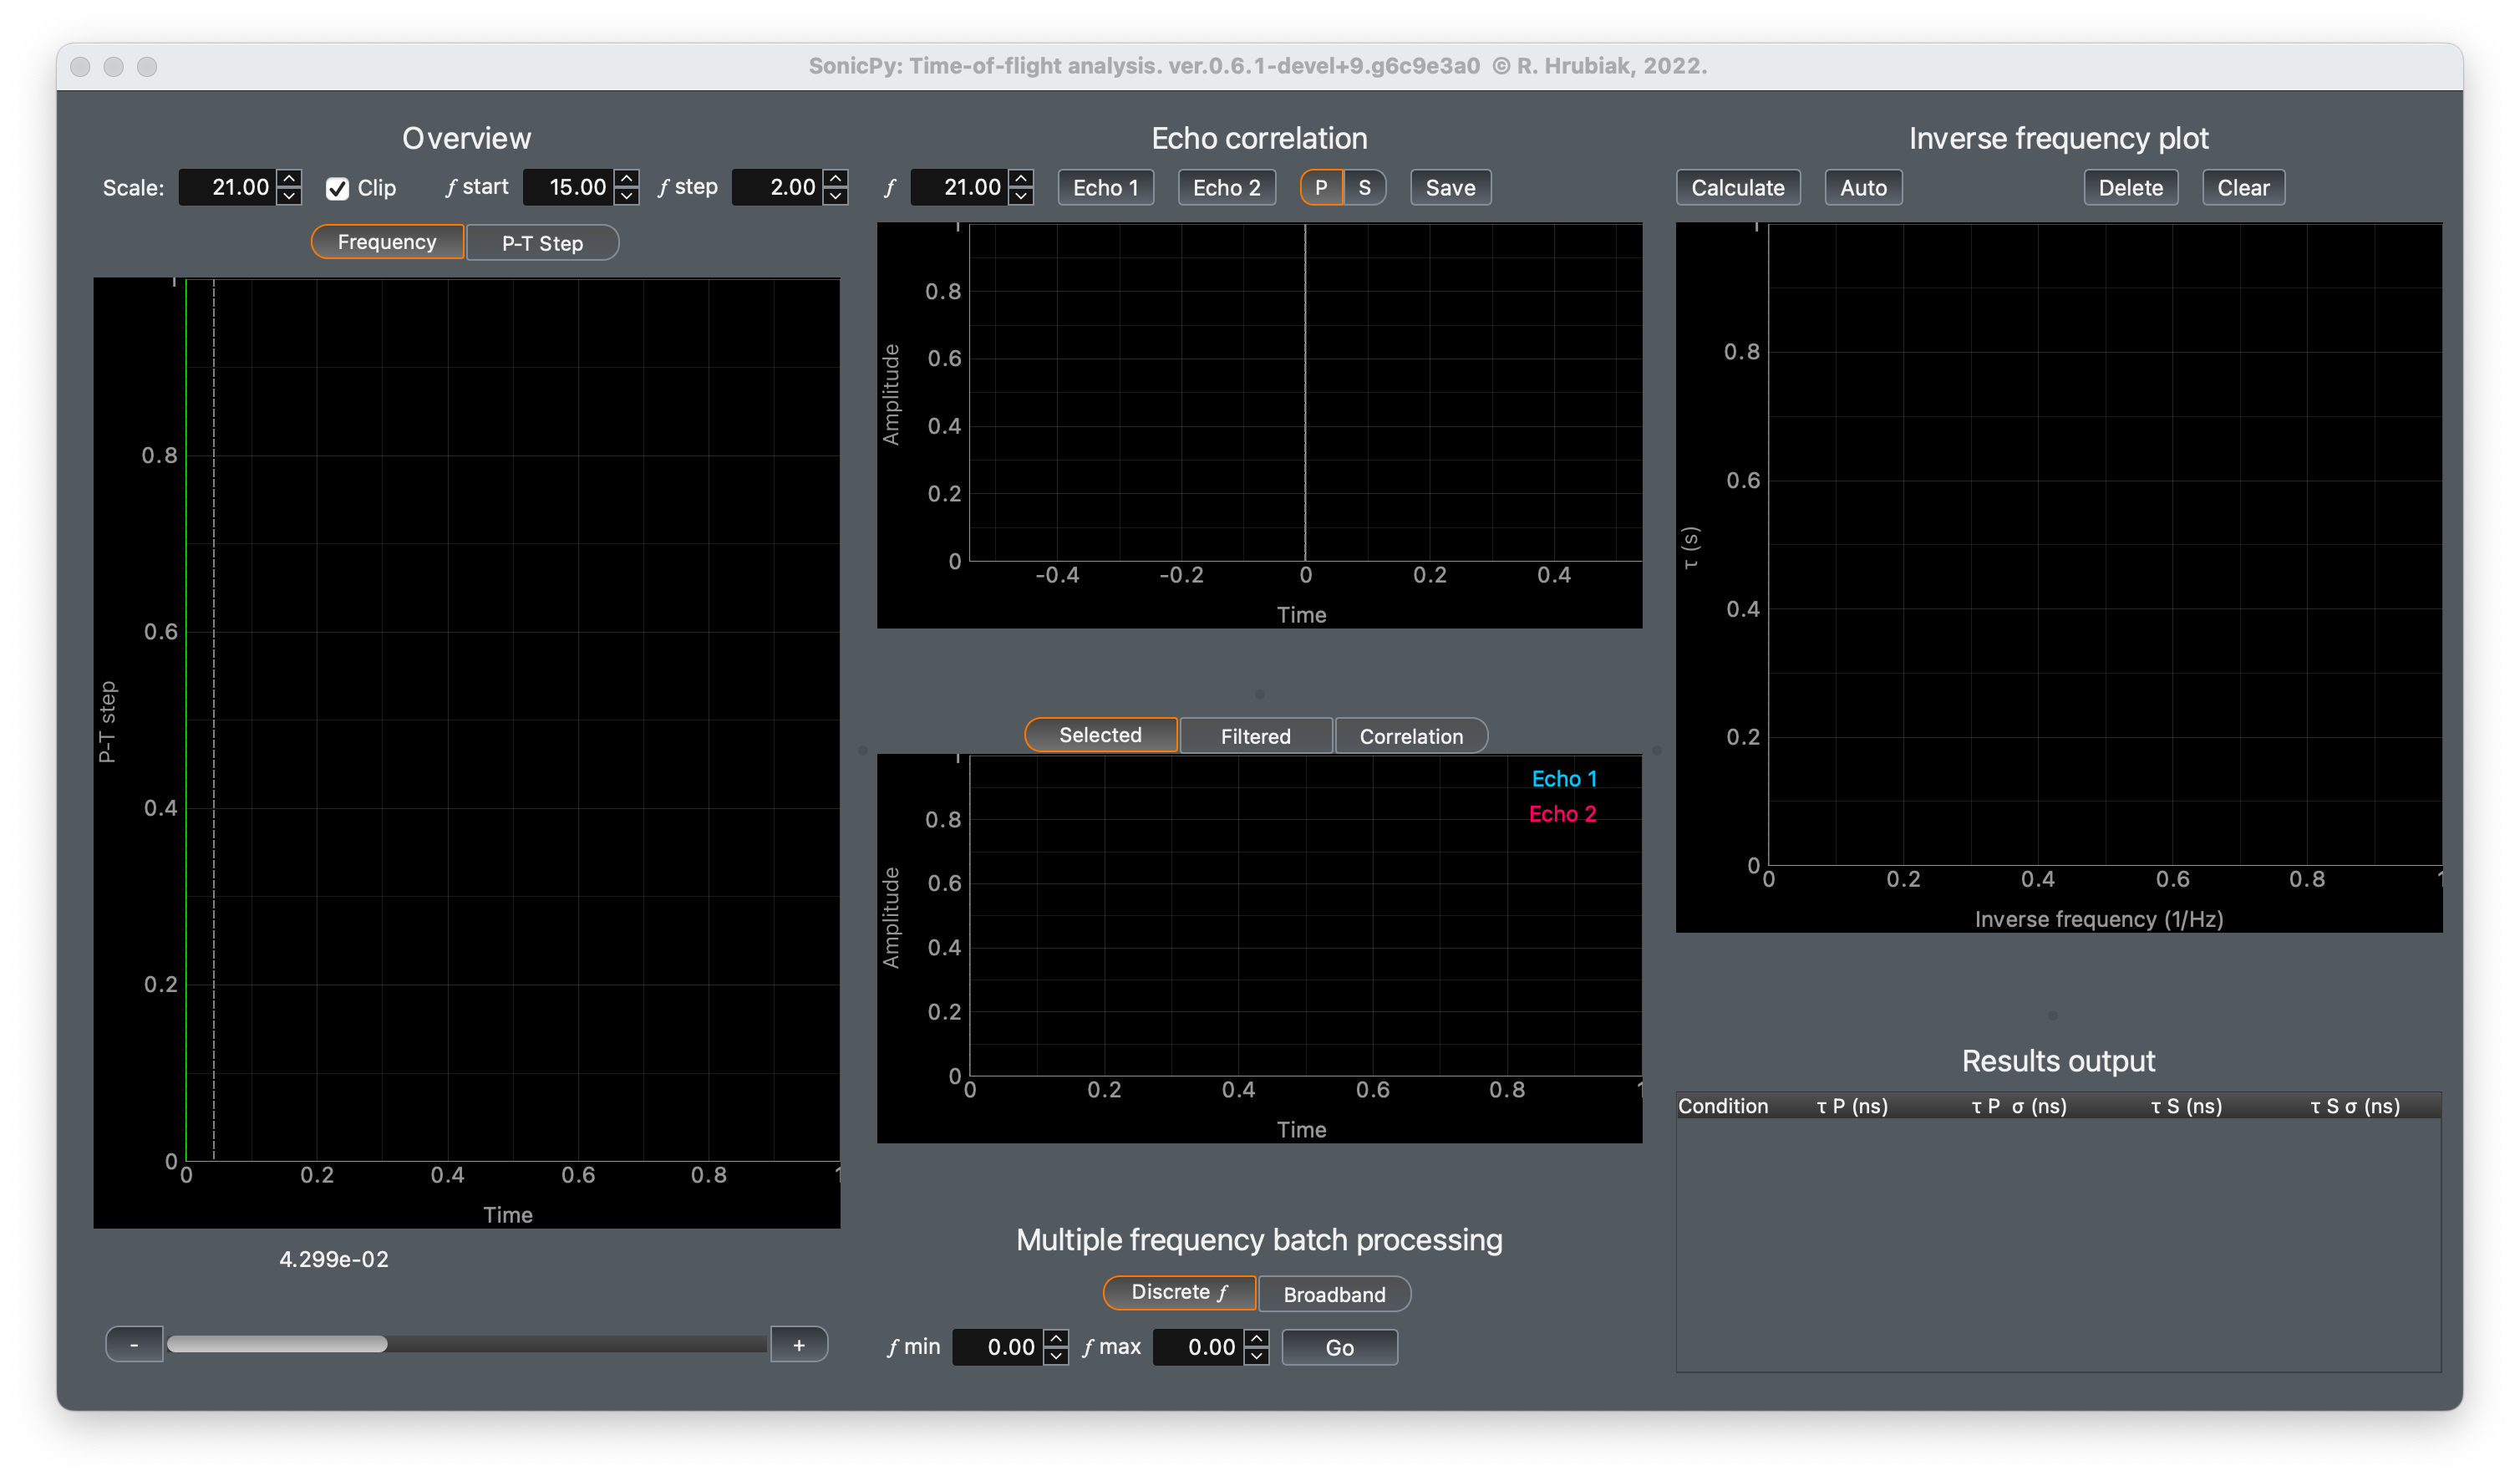 SonicPy: Time-of-flight analysis. ver.0.6.1-devel+9.g6c9e3a0 © R. Hrubiak, 2022.
Overview
Scale: 21.00 Clip f start 15.00 f step 2.00
Frequency P-T Step
P-T step
0.8
0.6
0.4
0.2
0
0 0.2 0.4 0.6 0.8 1
Time
4.299e-02
- +
Echo correlation
f 21.00 Echo 1 Echo 2 P S Save
Amplitude
1
0.8
0.6
0.4
0.2
0
-0.4 -0.2 0 0.2 0.4
Time
Selected Filtered Correlation
Echo 1
Echo 2
Amplitude
0.8
0.6
0.4
0.2
0
0 0.2 0.4 0.6 0.8 1
Time
Multiple frequency batch processing
Discrete f Broadband
f min 0.00 f max 0.00 Go
Inverse frequency plot
Calculate Auto Delete Clear
τ (s)
0.8
0.6
0.4
0.2
0
0 0.2 0.4 0.6 0.8 1
Inverse frequency (1/Hz)
Results output
Condition τ P (ns) τ P σ (ns) τ S (ns) τ S σ (ns)